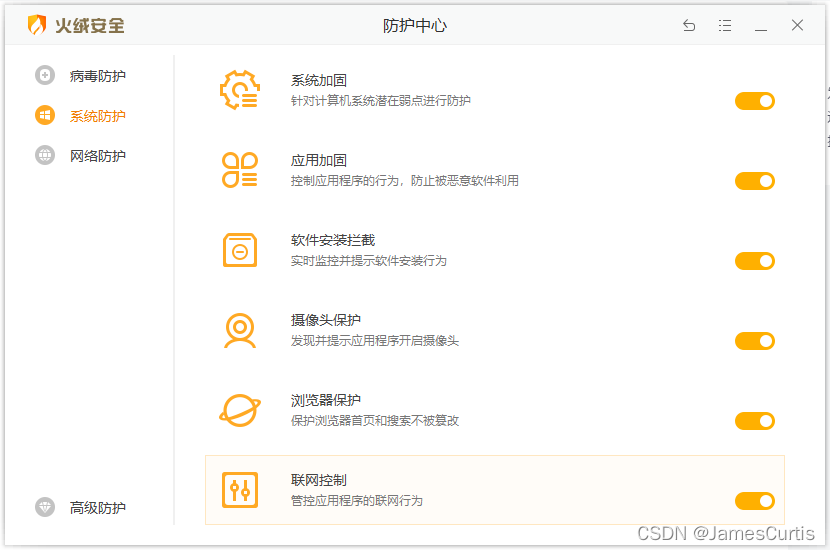 火绒安全
防护中心
病毒防护
系统防护
网络防护
高级防护
系统加固
针对计算机系统潜在弱点进行防护
应用加固
控制应用程序的行为，防止被恶意软件利用
软件安装拦截
实时监控并提示软件安装行为
摄像头保护
发现并提示应用程序开启摄像头
浏览器保护
保护浏览器首页和搜索不被篡改
联网控制
管控应用程序的联网行为
CSDN @JamesCurtis